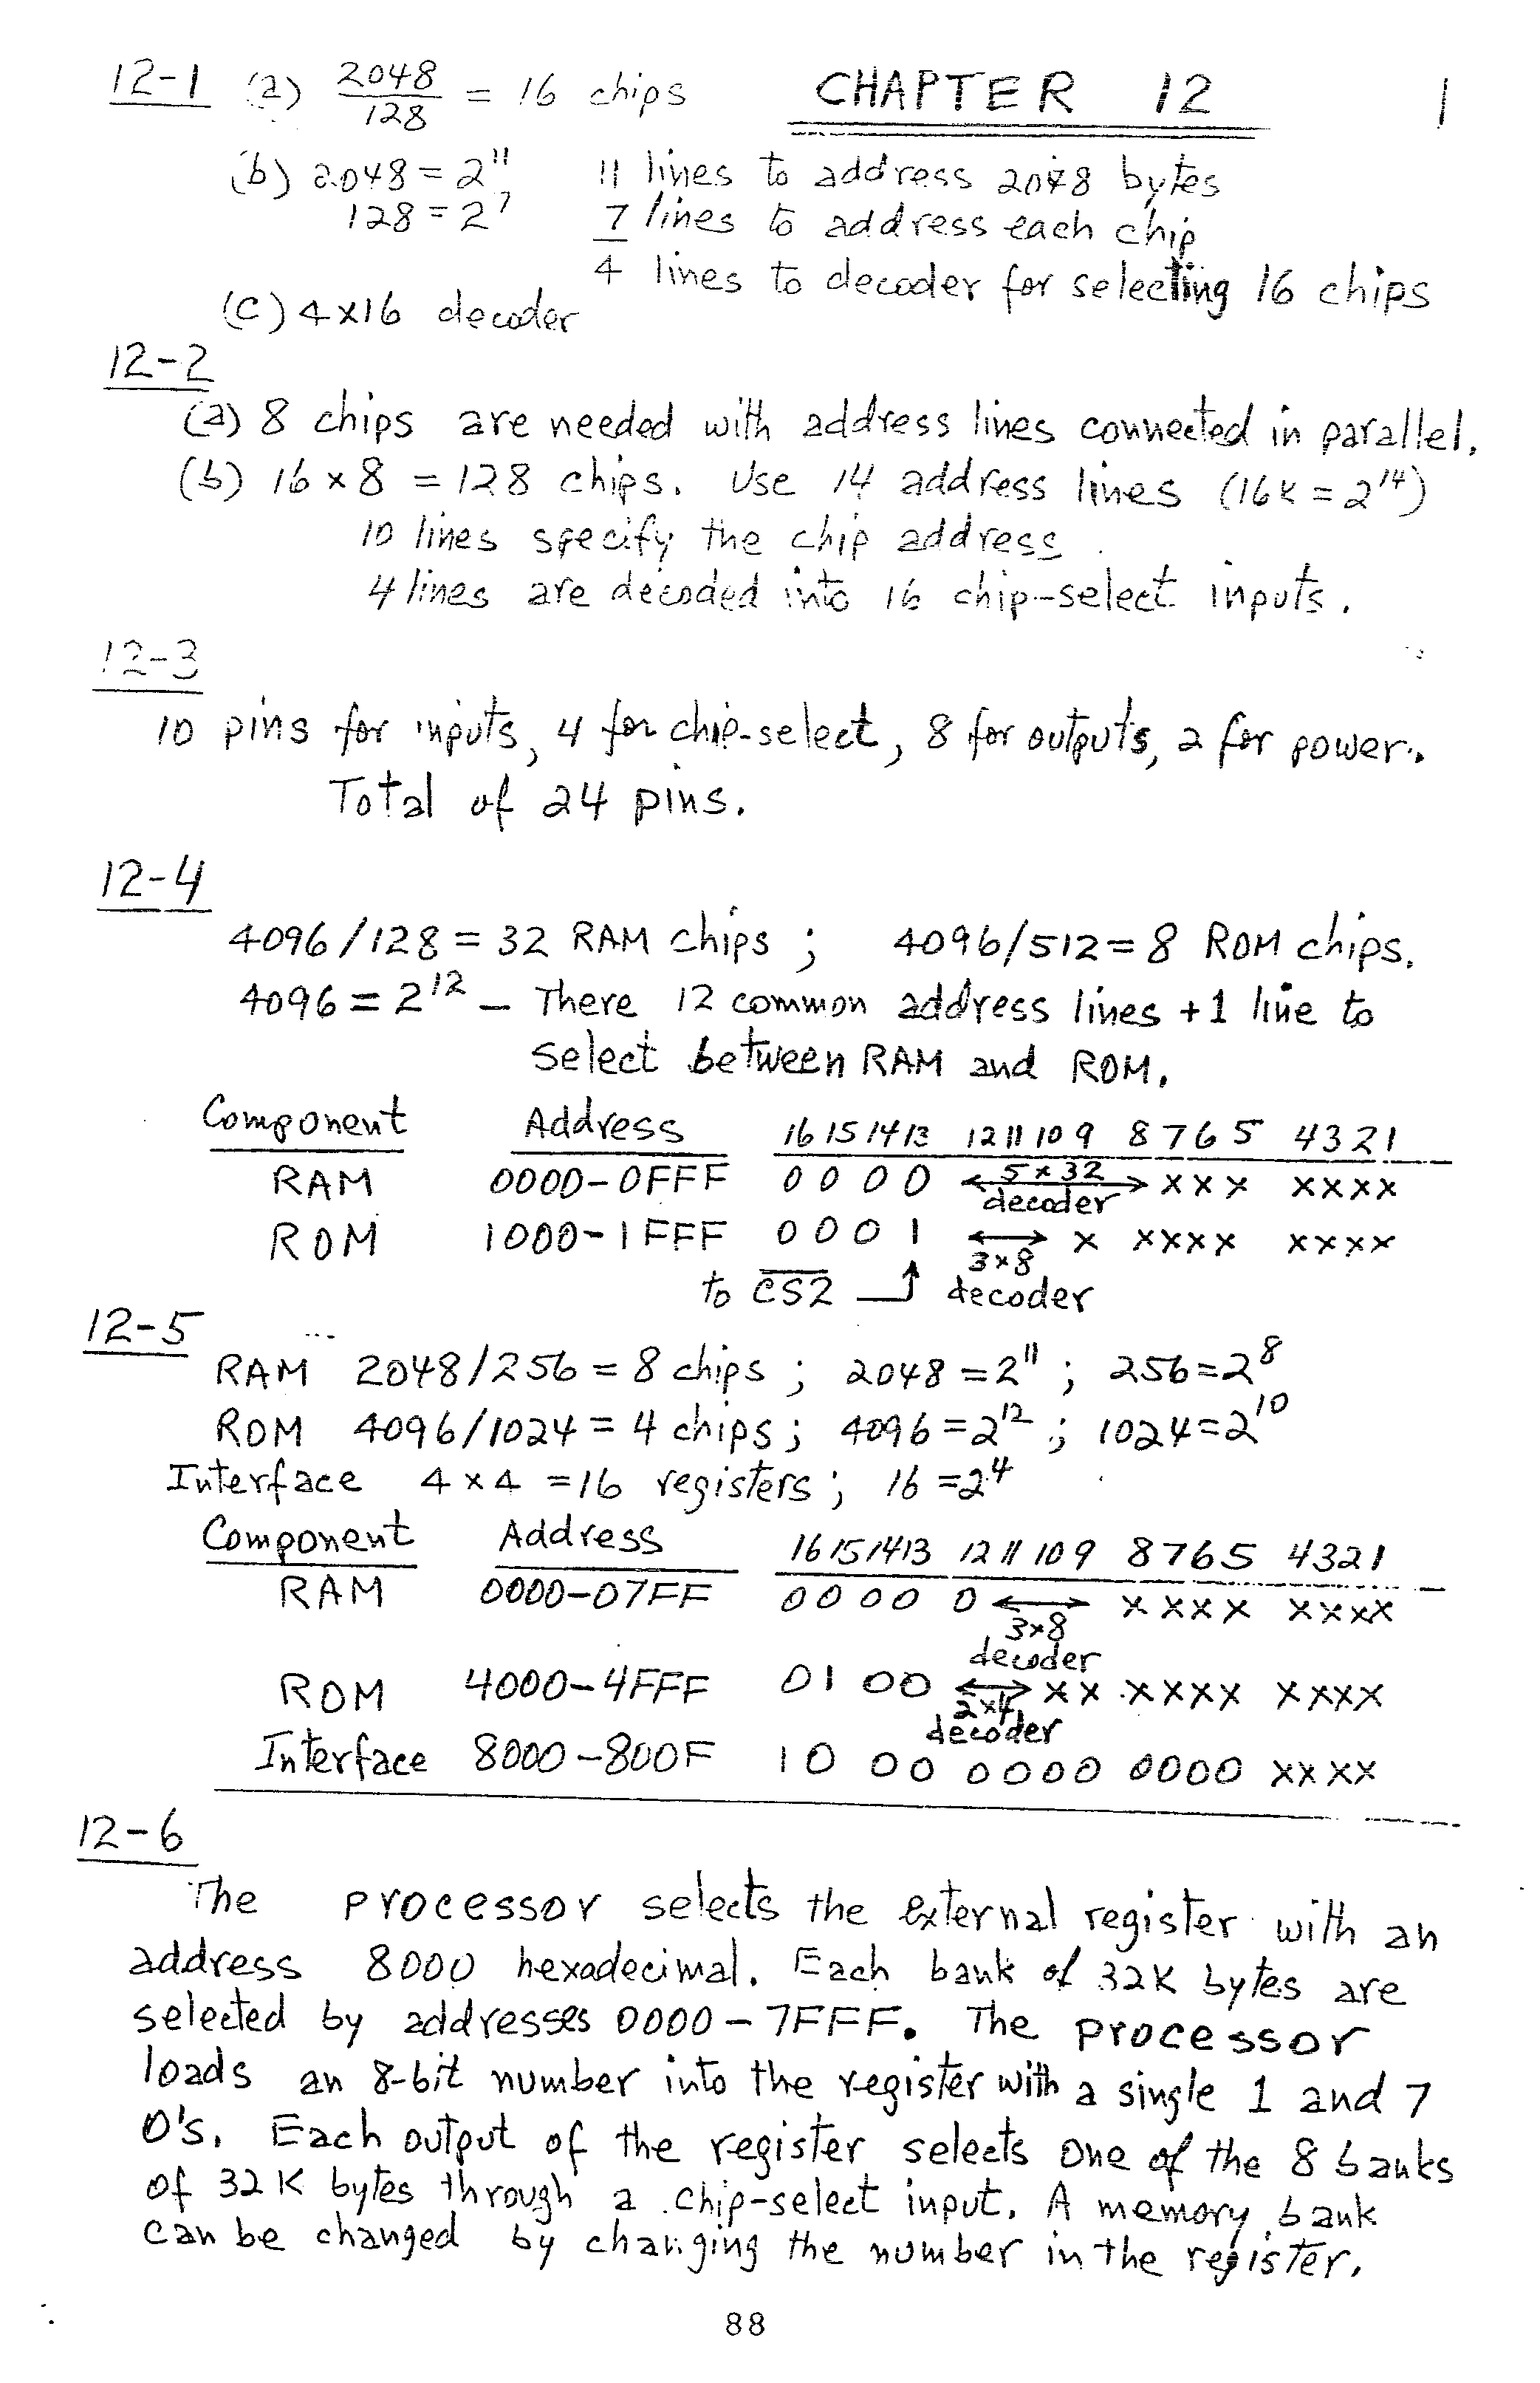 CHAPTER 12
1
12-1 (a) 2048/128 = 16 chips
(b) 2048 = 2^11 11 lines to address 2048 bytes
128 = 2^7 7 lines to address each chip
4 lines to decoder for selecting 16 chips
(c) 4x16 decoder
12-2
(a) 8 chips are needed with address lines connected in parallel.
(b) 16 x 8 = 128 chips. Use 14 address lines (16K = 2^14)
10 lines specify the chip address
4 lines are decoded into 16 chip-select inputs.
12-3
10 pins for inputs, 4 for chip-select, 8 for outputs, 2 for power.
Total of 24 pins.
12-4
4096/128 = 32 RAM chips ; 4096/512 = 8 ROM chips.
4096 = 2^12 – There 12 common address lines + 1 line to
select between RAM and ROM.
Component Address 16 15 14 13 12 11 10 9 8 7 6 5 4 3 2 1
RAM 0000-0FFF 0 0 0 0 ←5x32→ x x x x x x x
decoder
ROM 1000-1FFF 0 0 0 1 ←→ x x x x x x x x x
3x8
to C̅S̅2̅ ↑ decoder
12-5
RAM 2048/256 = 8 chips ; 2048 = 2^11 ; 256 = 2^8
ROM 4096/1024 = 4 chips ; 4096 = 2^12 ; 1024 = 2^10
Interface 4 x 4 = 16 registers ; 16 = 2^4
Component Address 16 15 14 13 12 11 10 9 8 7 6 5 4 3 2 1
RAM 0000-07FF 0 0 0 0 0 ←→ x x x x x x x x
3x8
decoder
ROM 4000-4FFF 0 1 0 0 ←→ x x x x x x x x x x
2x4
decoder
Interface 8000-800F 1 0 0 0 0 0 0 0 0 0 0 0 x x x x
12-6
The processor selects the external register with an
address 8000 hexadecimal. Each bank of 32K bytes are
selected by addresses 0000-7FFF. The processor
loads an 8-bit number into the register with a single 1 and 7
0's. Each output of the register selects one of the 8 banks
of 32K bytes through a chip-select input. A memory bank
can be changed by changing the number in the register.
88